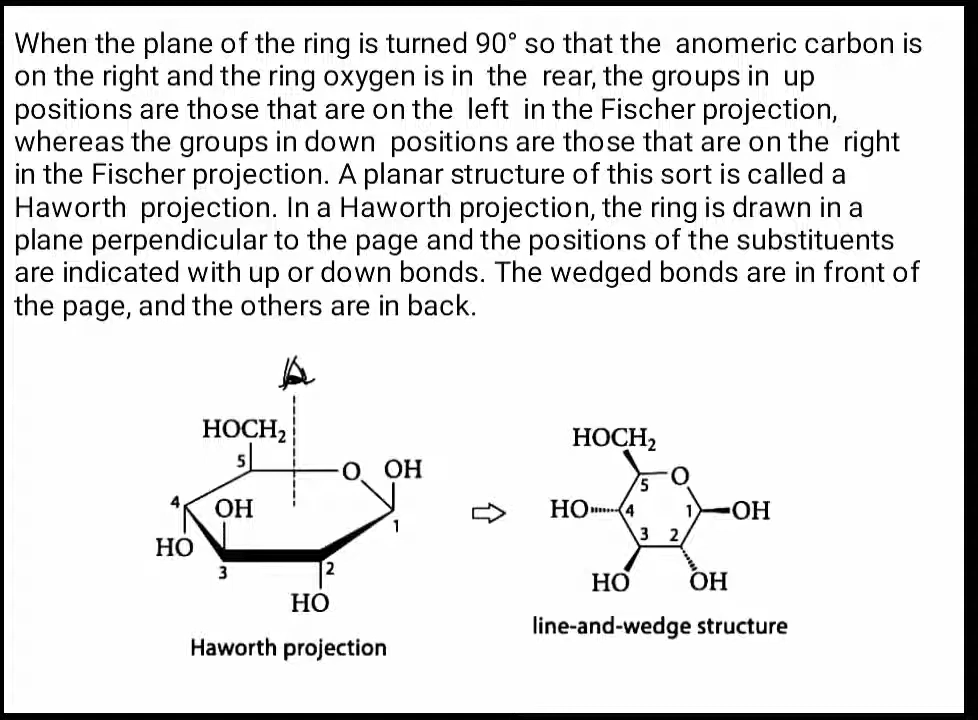 When the plane of the ring is turned 90° so that the anomeric carbon is
on the right and the ring oxygen is in the rear, the groups in up
positions are those that are on the left in the Fischer projection,
whereas the groups in down positions are those that are on the right
in the Fischer projection. A planar structure of this sort is called a
Haworth projection. In a Haworth projection, the ring is drawn in a
plane perpendicular to the page and the positions of the substituents
are indicated with up or down bonds. The wedged bonds are in front of
the page, and the others are in back.
HOCH₂
5
O OH
4
OH
1
HO
3
2
HO
Haworth projection
HOCH₂
5
O
HO
4
1
OH
3 2
HO OH
line-and-wedge structure